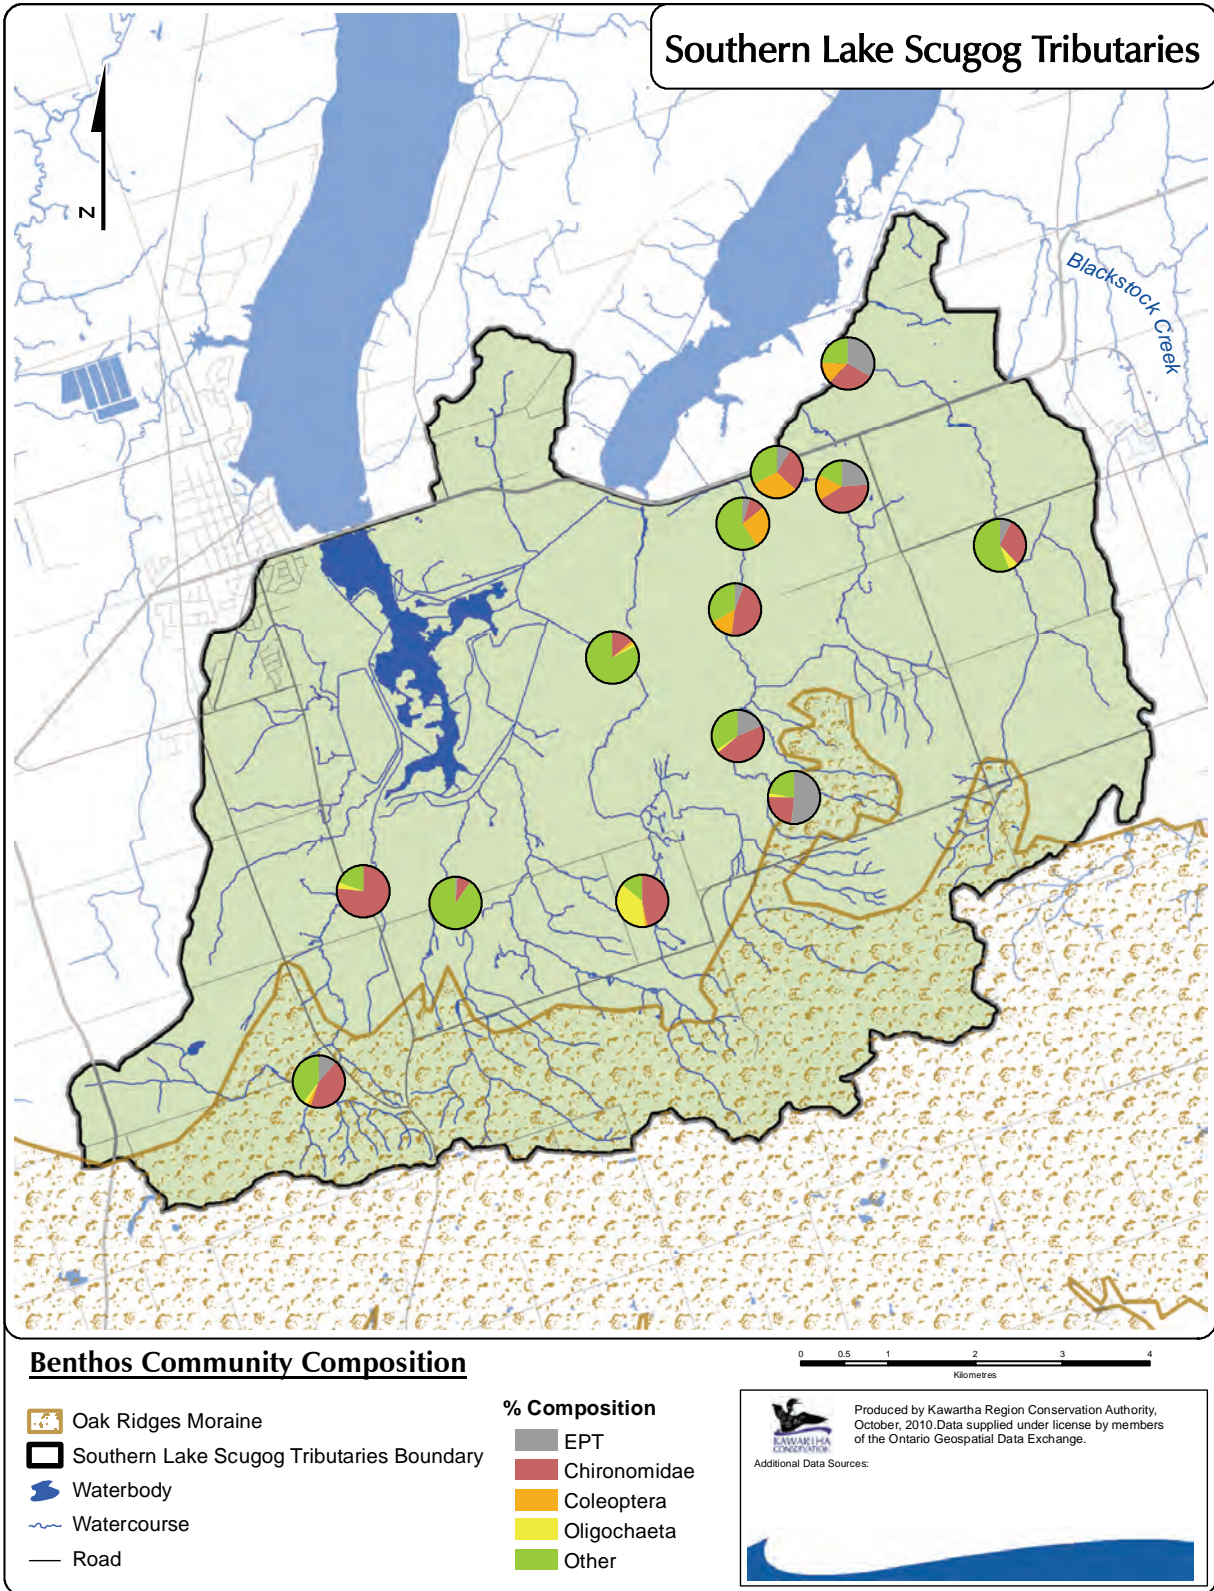 Southern Lake Scugog Tributaries
N
Blackstock Creek
Benthos Community Composition
Oak Ridges Moraine
Southern Lake Scugog Tributaries Boundary
Waterbody
Watercourse
Road
% Composition
EPT
Chironomidae
Coleoptera
Oligochaeta
Other
0 0.5 1 2 3 4
Kilometres
KAWARTHA
CONSERVATION
Produced by Kawartha Region Conservation Authority,
October, 2010.Data supplied under license by members
of the Ontario Geospatial Data Exchange.
Additional Data Sources: